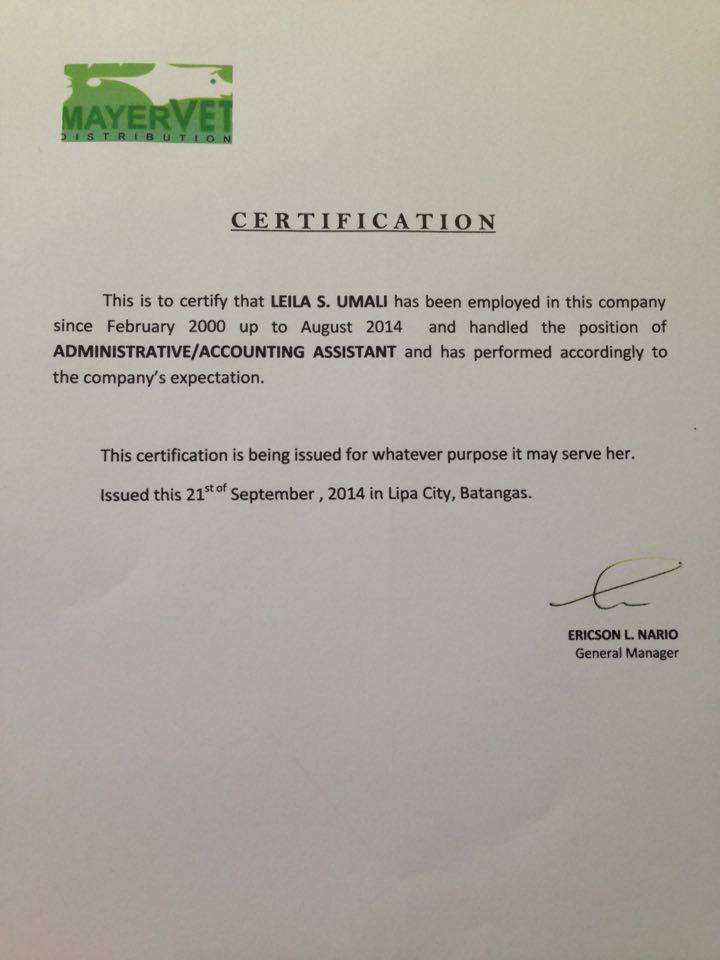 MAYERVET
DISTRIBUTION
CERTIFICATION
This is to certify that LEILA S. UMALI has been employed in this company
since February 2000 up to August 2014 and handled the position of
ADMINISTRATIVE/ACCOUNTING ASSISTANT and has performed accordingly to
the company's expectation.
This certification is being issued for whatever purpose it may serve her.
Issued this 21st of September , 2014 in Lipa City, Batangas.
ERICSON L. NARIO
General Manager